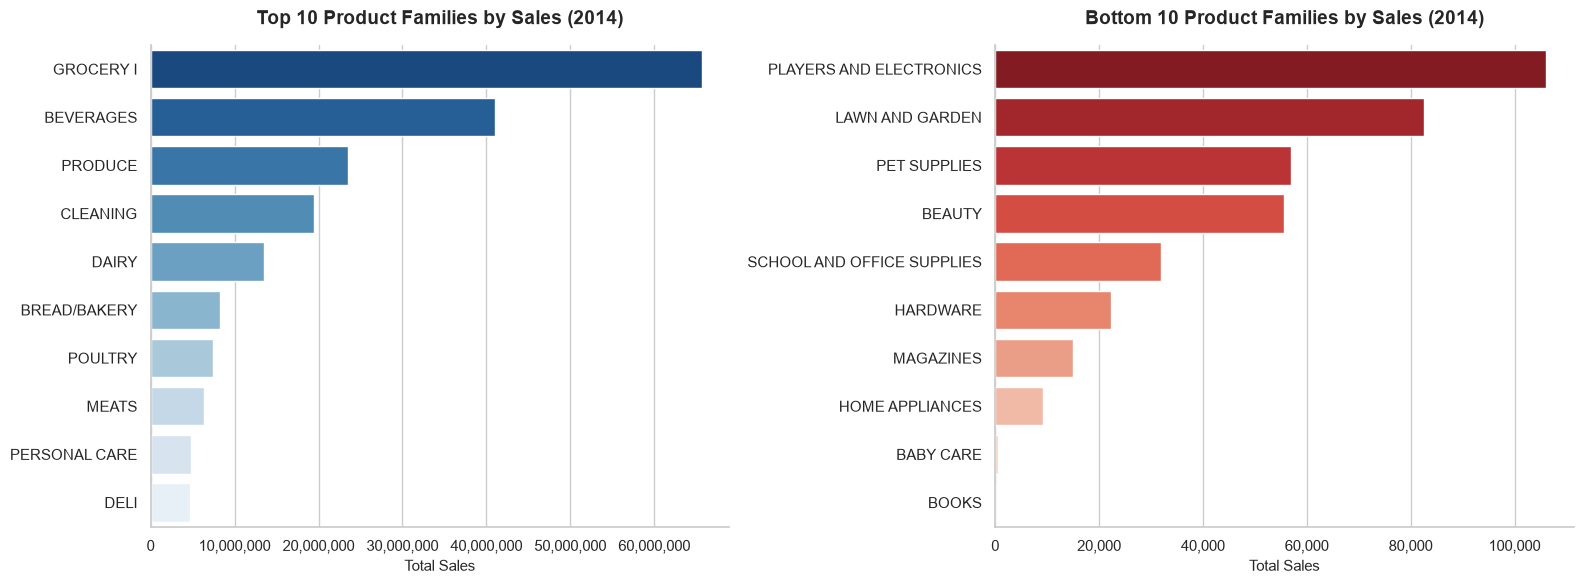 Top 10 Product Families by Sales (2014)
GROCERY I
BEVERAGES
PRODUCE
CLEANING
DAIRY
BREAD/BAKERY
POULTRY
MEATS
PERSONAL CARE
DELI
0 10,000,000 20,000,000 30,000,000 40,000,000 50,000,000 60,000,000
Total Sales
Bottom 10 Product Families by Sales (2014)
PLAYERS AND ELECTRONICS
LAWN AND GARDEN
PET SUPPLIES
BEAUTY
SCHOOL AND OFFICE SUPPLIES
HARDWARE
MAGAZINES
HOME APPLIANCES
BABY CARE
BOOKS
0 20,000 40,000 60,000 80,000 100,000
Total Sales